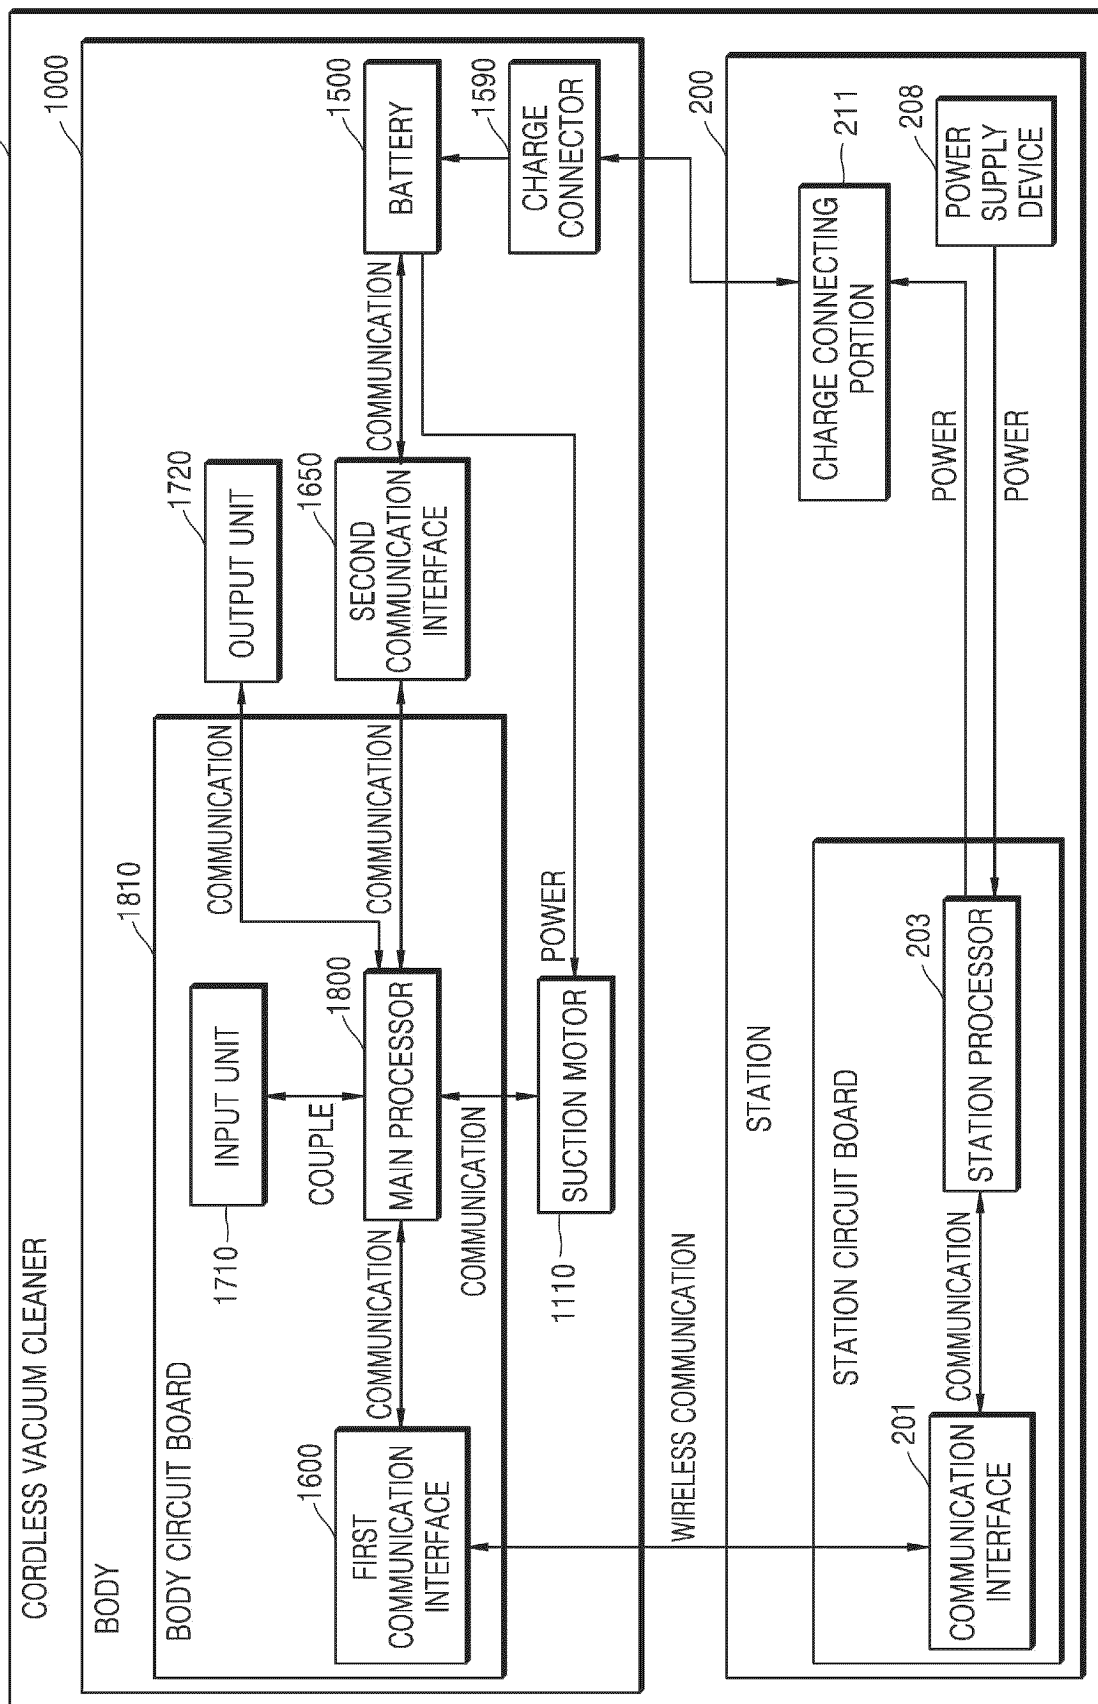 CORDLESS VACUUM CLEANER
1000
BODY
1810
BODY CIRCUIT BOARD
1710
INPUT UNIT
COMMUNICATION
OUTPUT UNIT
1720
COUPLE
1600
FIRST
COMMUNICATION
INTERFACE
COMMUNICATION
MAIN PROCESSOR
1800
COMMUNICATION
SECOND
COMMUNICATION
INTERFACE
1650
COMMUNICATION
BATTERY
1500
COMMUNICATION
1110
SUCTION MOTOR
POWER
CHARGE
CONNECTOR
1590
WIRELESS COMMUNICATION
200
STATION
STATION CIRCUIT BOARD
CHARGE CONNECTING
PORTION
211
201
COMMUNICATION
INTERFACE
COMMUNICATION
203
STATION PROCESSOR
POWER
POWER
208
POWER
SUPPLY
DEVICE